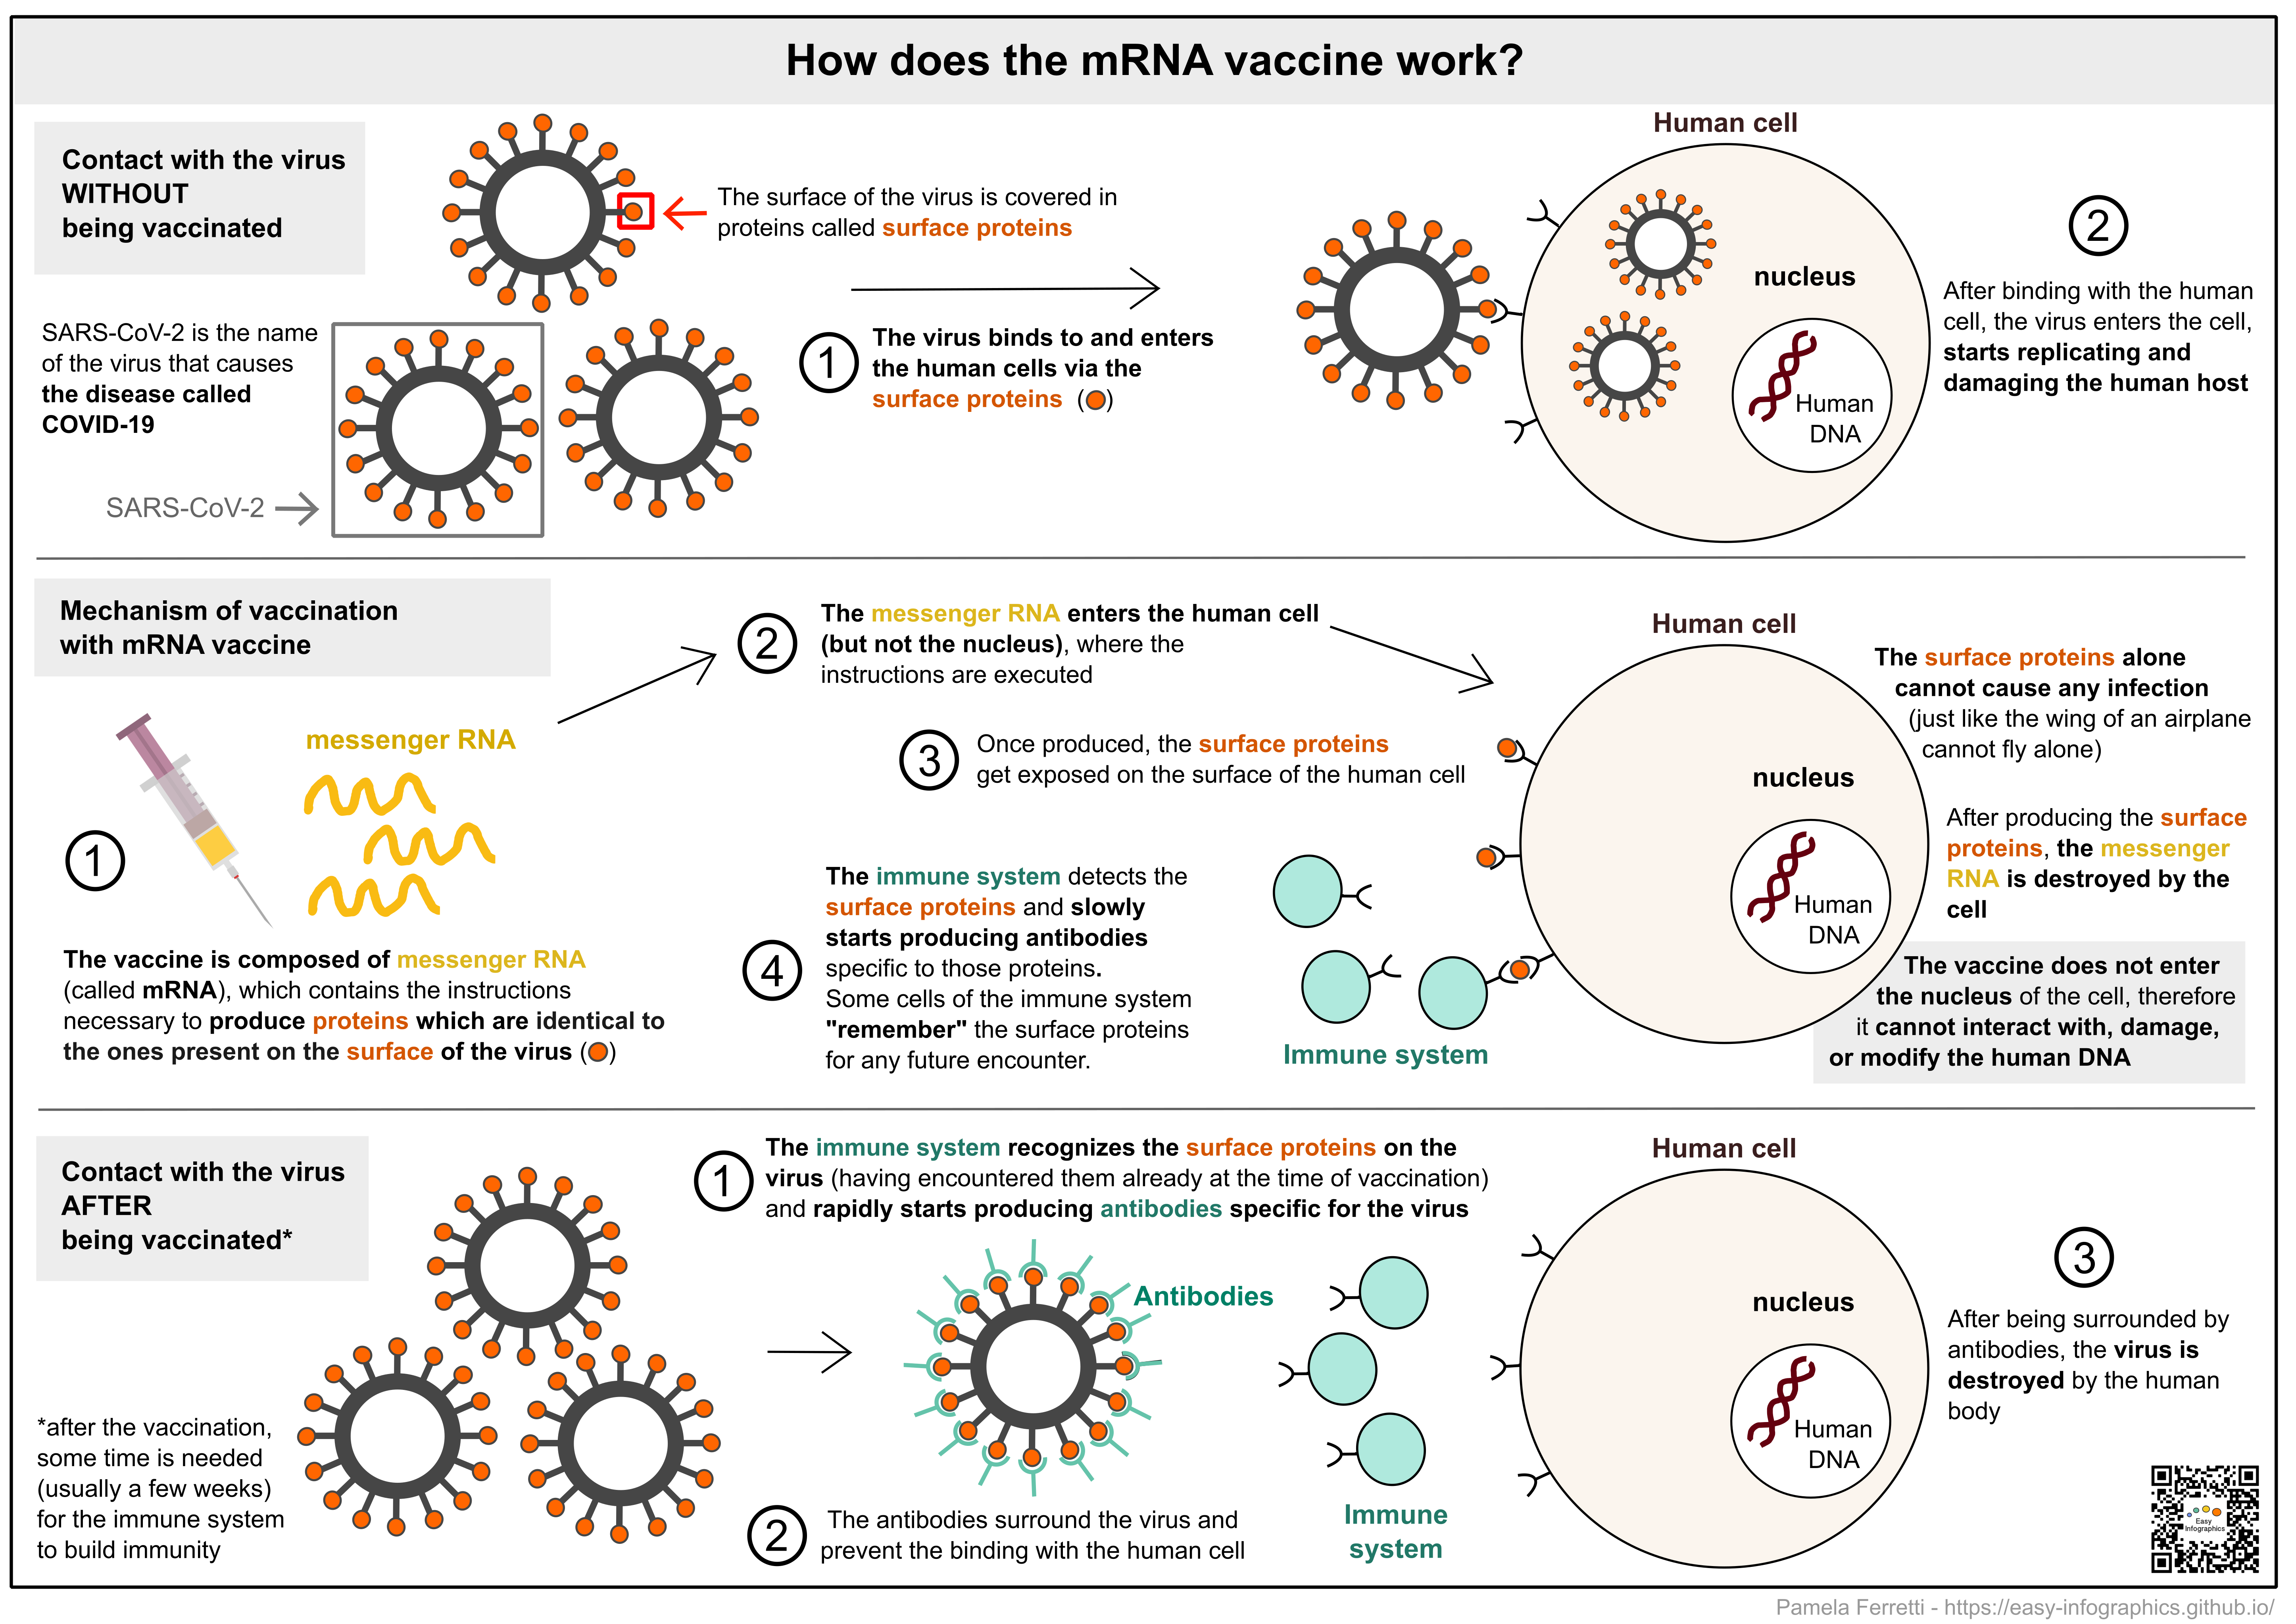 How does the mRNA vaccine work?
Contact with the virus
WITHOUT
being vaccinated
The surface of the virus is covered in
proteins called surface proteins
SARS-CoV-2 is the name
of the virus that causes
the disease called
COVID-19
SARS-CoV-2
1
The virus binds to and enters
the human cells via the
surface proteins ( )
Human cell
nucleus
Human
DNA
2
After binding with the human
cell, the virus enters the cell,
starts replicating and
damaging the human host
Mechanism of vaccination
with mRNA vaccine
messenger RNA
1
The vaccine is composed of messenger RNA
(called mRNA), which contains the instructions
necessary to produce proteins which are identical to
the ones present on the surface of the virus ( )
2
The messenger RNA enters the human cell
(but not the nucleus), where the
instructions are executed
3
Once produced, the surface proteins
get exposed on the surface of the human cell
4
The immune system detects the
surface proteins and slowly
starts producing antibodies
specific to those proteins.
Some cells of the immune system
"remember" the surface proteins
for any future encounter.
Immune system
Human cell
nucleus
Human
DNA
The surface proteins alone
cannot cause any infection
(just like the wing of an airplane
cannot fly alone)
After producing the surface
proteins, the messenger
RNA is destroyed by the
cell
The vaccine does not enter
the nucleus of the cell, therefore
it cannot interact with, damage,
or modify the human DNA
Contact with the virus
AFTER
being vaccinated*
*after the vaccination,
some time is needed
(usually a few weeks)
for the immune system
to build immunity
1
The immune system recognizes the surface proteins on the
virus (having encountered them already at the time of vaccination)
and rapidly starts producing antibodies specific for the virus
Antibodies
2
The antibodies surround the virus and
prevent the binding with the human cell
Immune
system
Human cell
nucleus
Human
DNA
3
After being surrounded by
antibodies, the virus is
destroyed by the human
body
Easy
Infographics
Pamela Ferretti - https://easy-infographics.github.io/